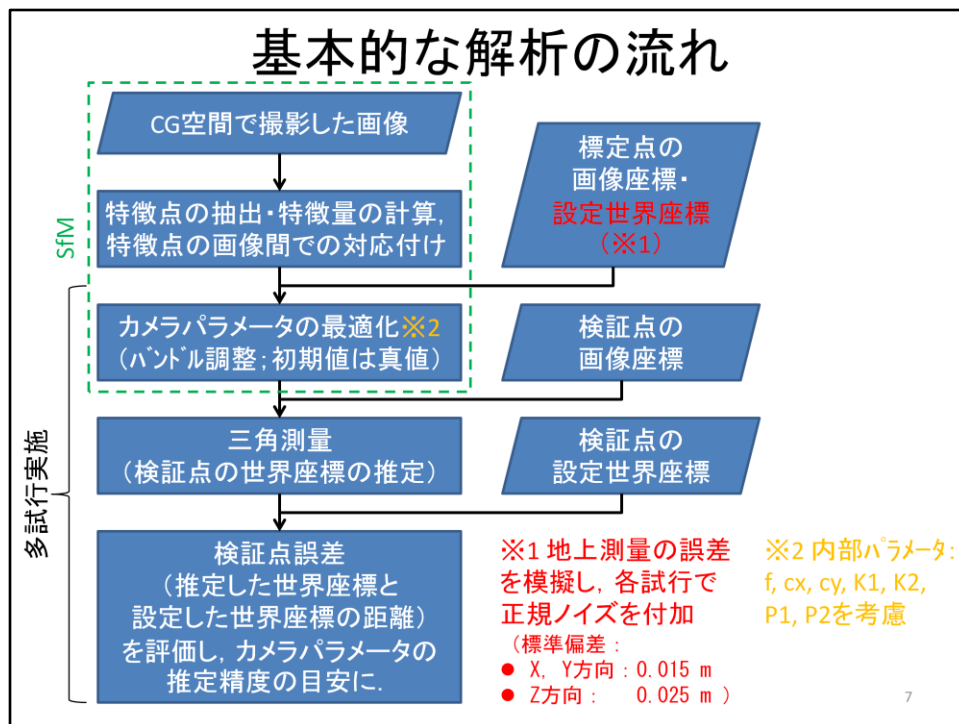 基本的な解析の流れ
SfM
CG空間で撮影した画像
特徴点の抽出・特徴量の計算,
特徴点の画像間での対応付け
標定点の
画像座標・
設定世界座標
(※1)
多試行実施
カメラパラメータの最適化※2
(バンドル調整;初期値は真値)
検証点の
画像座標
三角測量
(検証点の世界座標の推定)
検証点の
設定世界座標
検証点誤差
(推定した世界座標と
設定した世界座標の距離)
を評価し, カメラパラメータの
推定精度の目安に.
※1 地上測量の誤差
を模擬し, 各試行で
正規ノイズを付加
(標準偏差:
● X, Y方向:0.015 m
● Z方向: 0.025 m )
※2 内部パラメータ:
f, cx, cy, K1, K2,
P1, P2を考慮
7